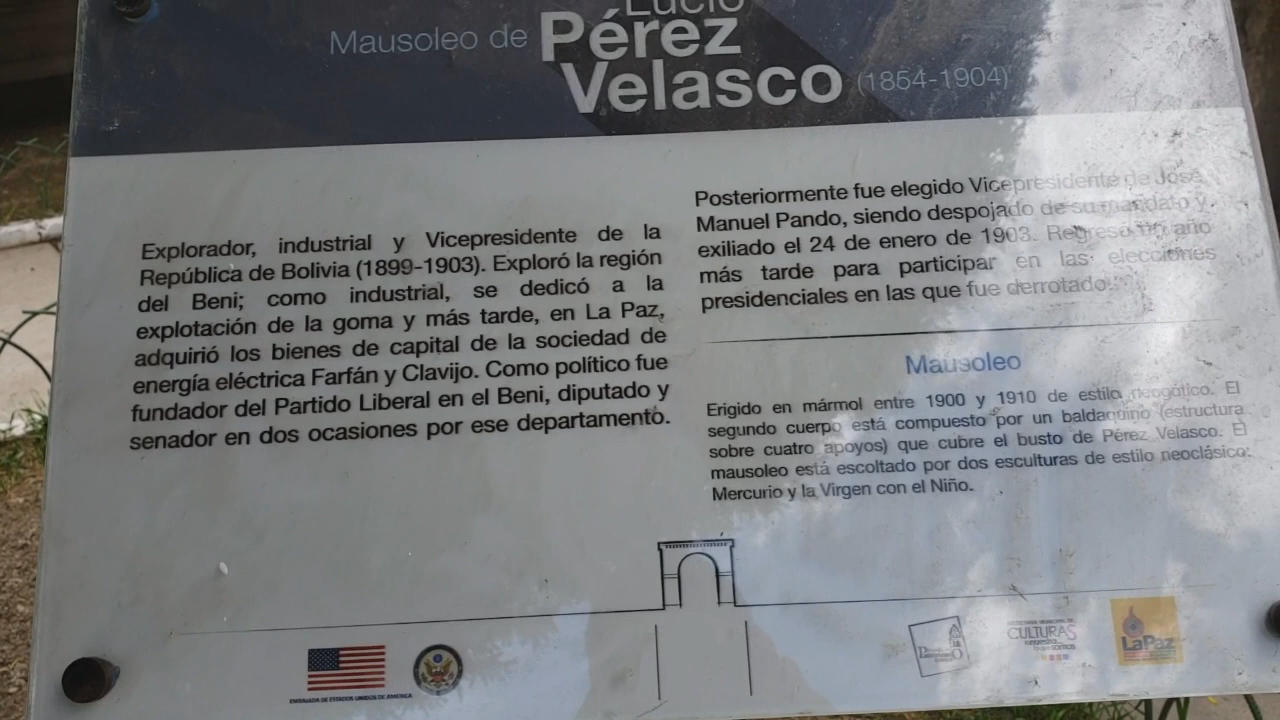 Lucio
Mausoleo de Pérez
Velasco (1854-1904)
Explorador, industrial y Vicepresidente de la
República de Bolivia (1899-1903). Exploró la región
del Beni; como industrial, se dedicó a la
explotación de la goma y más tarde, en La Paz,
adquirió los bienes de capital de la sociedad de
energía eléctrica Farfán y Clavijo. Como político fue
fundador del Partido Liberal en el Beni, diputado y
senador en dos ocasiones por ese departamento.
Posteriormente fue elegido Vicepresidente de José
Manuel Pando, siendo despojado de su mandato y
exiliado el 24 de enero de 1903. Regresó un año
más tarde para participar en las elecciones
presidenciales en las que fue derrotado.
Mausoleo
Erigido en mármol entre 1900 y 1910 de estilo neogótico. El
segundo cuerpo está compuesto por un baldaquino (estructura
sobre cuatro apoyos) que cubre el busto de Pérez Velasco. El
mausoleo está escoltado por dos esculturas de estilo neoclásico:
Mercurio y la Virgen con el Niño.
EMBAJADA DE ESTADOS UNIDOS DE AMERICA
CULTURAS
LaPaz